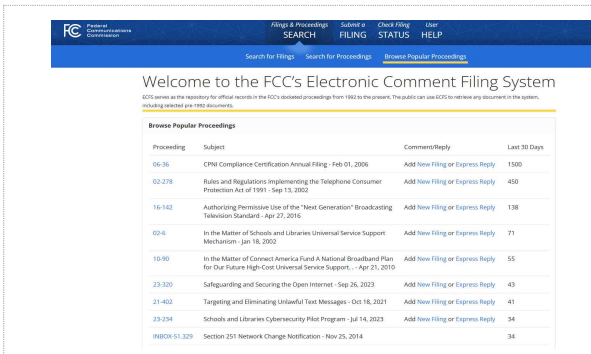 FCC Federal Communications Commission
Filings & Proceedings SEARCH
Submit a FILING
Check Filing STATUS
User HELP
Search for Filings Search for Proceedings Browse Popular Proceedings
Welcome to the FCC's Electronic Comment Filing System
ECFS serves as the repository for official records in the FCC's docketed proceedings from 1992 to the present. The public can use ECFS to retrieve any document in the system,
including selected pre-1992 documents.
Browse Popular Proceedings
Proceeding Subject Comment/Reply Last 30 Days
06-36 CPNI Compliance Certification Annual Filing - Feb 01, 2006 Add New Filing or Express Reply 1500
02-278 Rules and Regulations Implementing the Telephone Consumer Add New Filing or Express Reply 450
Protection Act of 1991 - Sep 13, 2002
16-142 Authorizing Permissive Use of the "Next Generation" Broadcasting Add New Filing or Express Reply 138
Television Standard - Apr 27, 2016
02-6 In the Matter of Schools and Libraries Universal Service Support Add New Filing or Express Reply 71
Mechanism - Jan 18, 2002
10-90 In the Matter of Connect America Fund A National Broadband Plan Add New Filing or Express Reply 55
for Our Future High-Cost Universal Service Support. . - Apr 21, 2010
23-320 Safeguarding and Securing the Open Internet - Sep 26, 2023 Add New Filing or Express Reply 43
21-402 Targeting and Eliminating Unlawful Text Messages - Oct 18, 2021 Add New Filing or Express Reply 41
23-234 Schools and Libraries Cybersecurity Pilot Program - Jul 14, 2023 Add New Filing or Express Reply 34
INBOX-51.329 Section 251 Network Change Notification - Nov 25, 2014 34